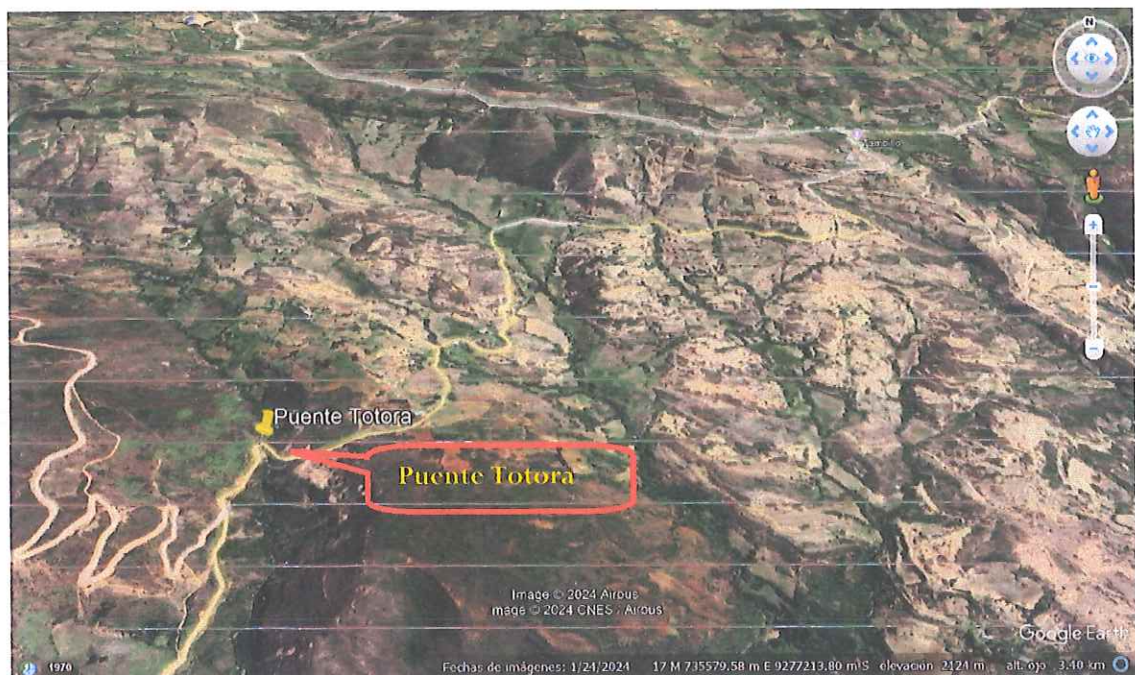 N
Puente Totora
Puente Totora
Image © 2024 Airbus
Image © 2024 CNES / Airbus
Google Earth
1970
Fechas de imágenes: 1/24/2024 17 M 735579.58 m E 9277213.80 m S elevación 2124 m alt. ojo 3.40 km